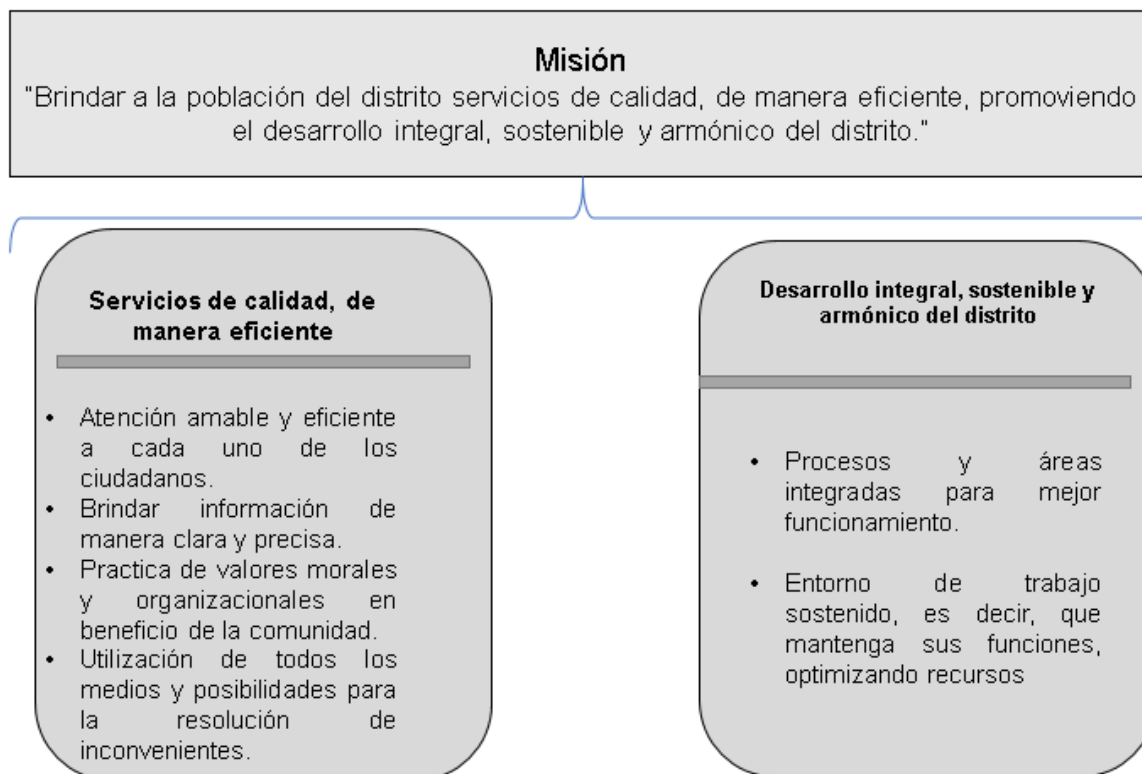 Misión
"Brindar a la población del distrito servicios de calidad, de manera eficiente, promoviendo
el desarrollo integral, sostenible y armónico del distrito."
Servicios de calidad, de
manera eficiente
• Atención amable y eficiente
a cada uno de los
ciudadanos.
• Brindar información de
manera clara y precisa.
• Practica de valores morales
y organizacionales en
beneficio de la comunidad.
• Utilización de todos los
medios y posibilidades para
la resolución de
inconvenientes.
Desarrollo integral, sostenible y
armónico del distrito
• Procesos y áreas
integradas para mejor
funcionamiento.
• Entorno de trabajo
sostenido, es decir, que
mantenga sus funciones,
optimizando recursos